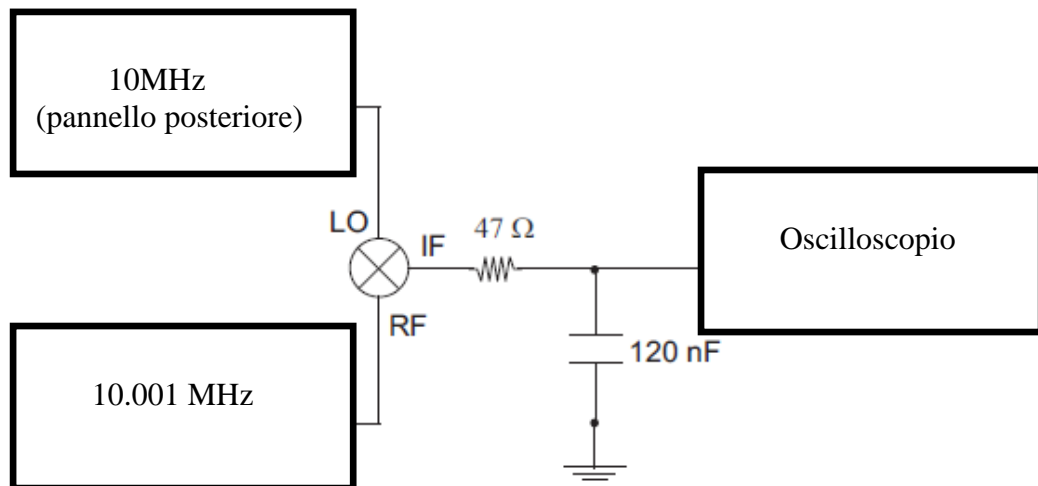 10MHz
(pannello posteriore)
LO
IF
47 Ω
Oscilloscopio
RF
120 nF
10.001 MHz